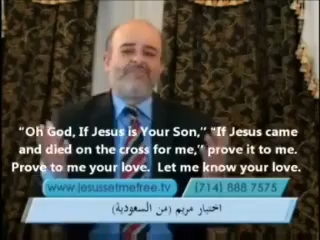 “Oh God, If Jesus is Your Son,” "If Jesus came
and died on the cross for me,” prove it to me.
Prove to me your love.  Let me know your love.
www.jesussetmefree.tv (714) 888 7575
اختبار مريم (من السعودية)